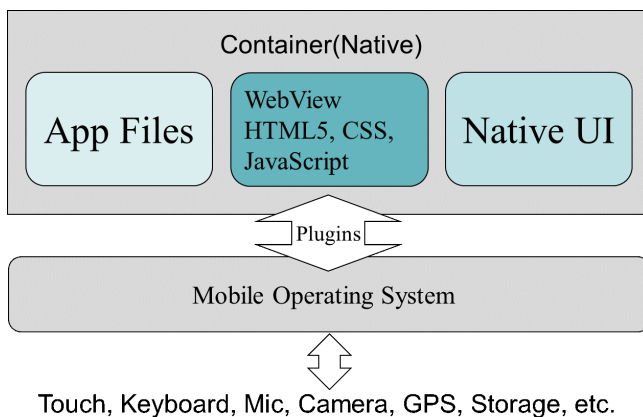 Container(Native)
App Files
WebView
HTML5, CSS,
JavaScript
Native UI
Plugins
Mobile Operating System
Touch, Keyboard, Mic, Camera, GPS, Storage, etc.